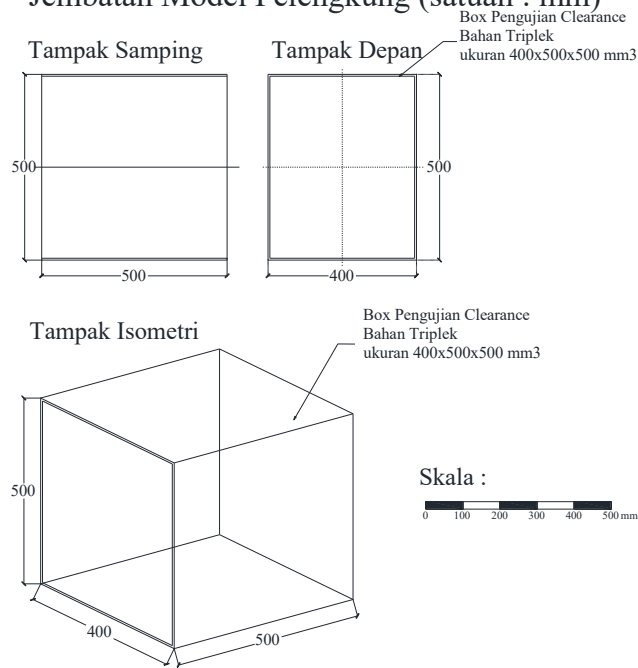 Jembatan Model Pelengkung (satuan : mm)
Box Pengujian Clearance
Bahan Triplek
ukuran 400x500x500 mm3
Tampak Samping
Tampak Depan
500
500
500
400
Tampak Isometri
Box Pengujian Clearance
Bahan Triplek
ukuran 400x500x500 mm3
500
400
500
Skala :
0 100 200 300 400 500 mm